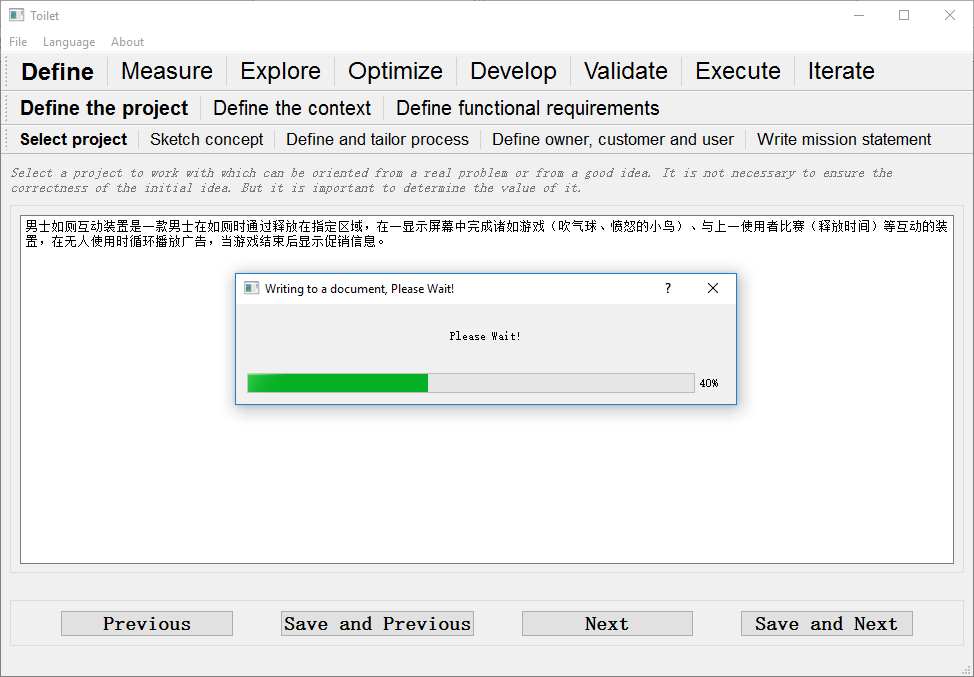 Toilet
File Language About
Define Measure Explore Optimize Develop Validate Execute Iterate
Define the project Define the context Define functional requirements
Select project Sketch concept Define and tailor process Define owner, customer and user Write mission statement
Select a project to work with which can be oriented from a real problem or from a good idea. It is not necessary to ensure the
correctness of the initial idea. But it is important to determine the value of it.
男士如厕互动装置是一款男士在如厕时通过释放在指定区域，在一显示屏幕中完成诸如游戏（吹气球、愤怒的小鸟）、与上一使用者比赛（释放时间）等互动的装
置，在无人使用时循环播放广告，当游戏结束后显示促销信息。
Writing to a document, Please Wait!
?
Please Wait!
40%
Previous Save and Previous Next Save and Next